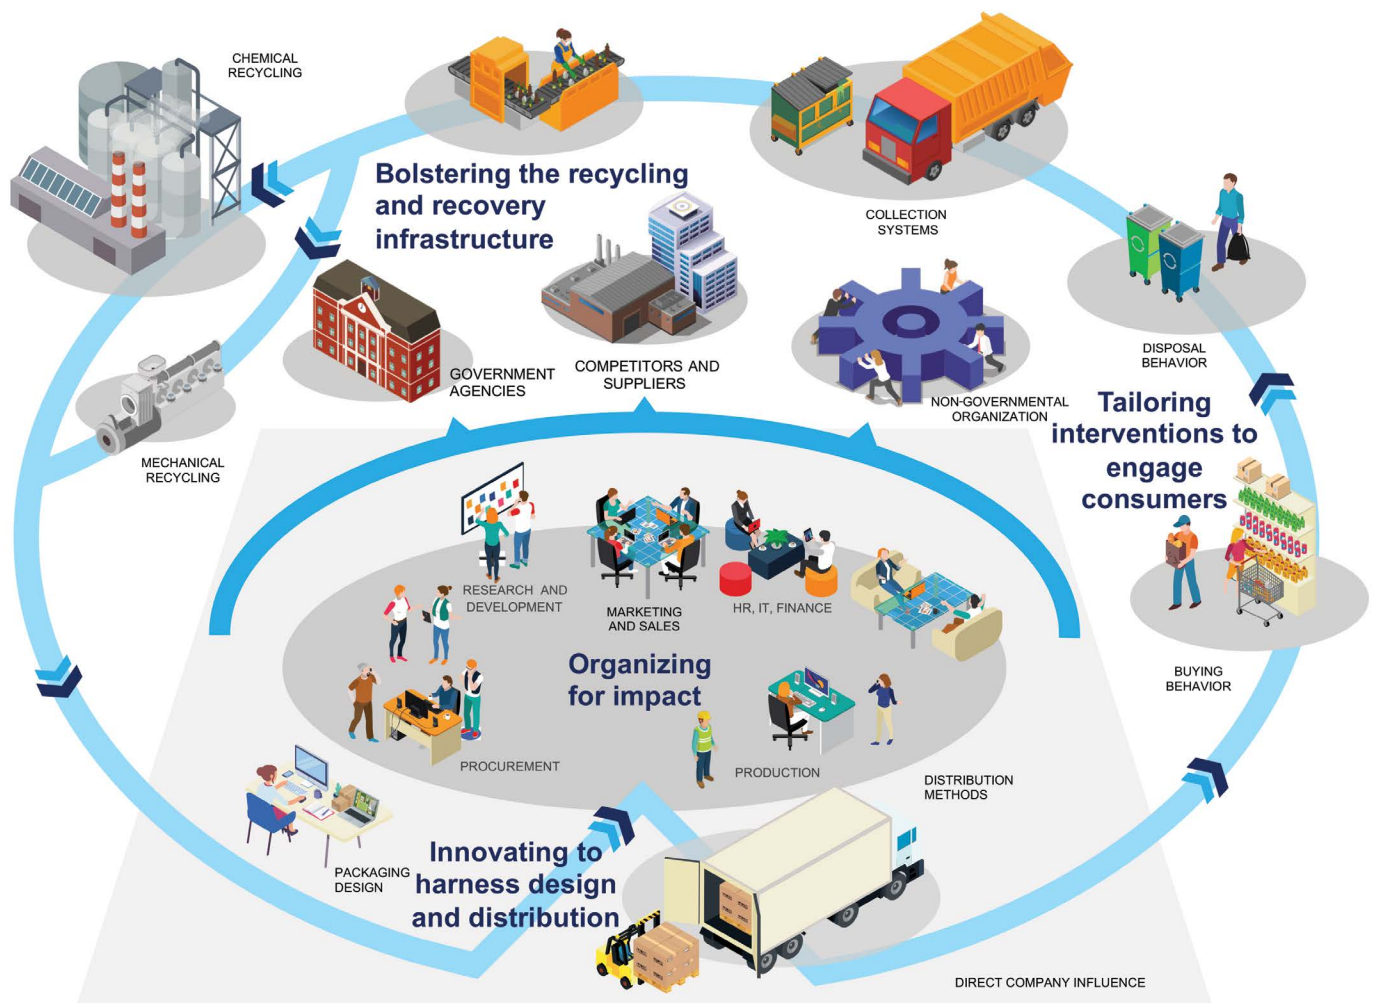 CHEMICAL
RECYCLING
Bolstering the recycling
and recovery
infrastructure
COLLECTION
SYSTEMS
DISPOSAL
BEHAVIOR
GOVERNMENT
AGENCIES
COMPETITORS AND
SUPPLIERS
NON-GOVERNMENTAL
ORGANIZATION
Tailoring
interventions to
engage
consumers
MECHANICAL
RECYCLING
RESEARCH AND
DEVELOPMENT
MARKETING
AND SALES
HR, IT, FINANCE
BUYING
BEHAVIOR
Organizing
for impact
PROCUREMENT
PRODUCTION
DISTRIBUTION
METHODS
PACKAGING
DESIGN
Innovating to
harness design
and distribution
DIRECT COMPANY INFLUENCE